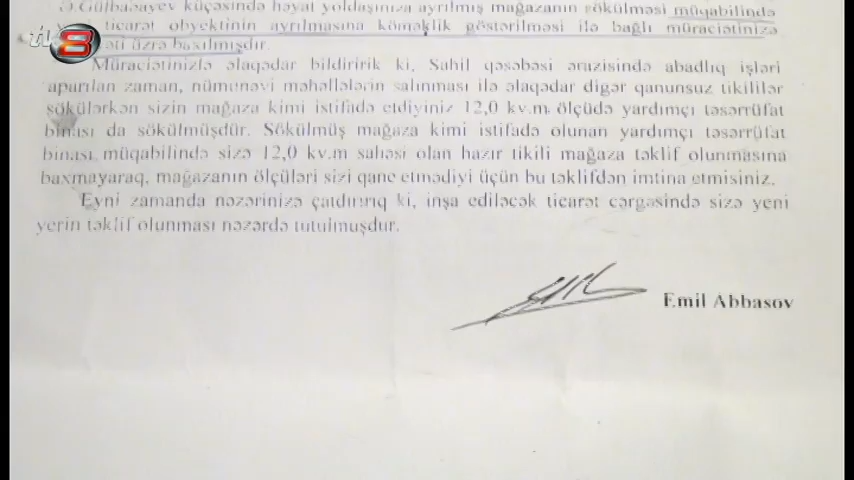 Ə Gülbabayev küçəsində həyat yoldaşınıza ayrılmış mağazanın sökülməsi müqabilində
ticarət obyektinin ayrılmasına köməklik göstərilməsi ilə bağlı müraciətinizə
əti üzrə baxılmışdır.
Müraciətinizlə əlaqədar bildiririk ki, Sahil qəsəbəsi ərazisində abadlıq işləri
aparılan zaman, nümunəvi məhəllələrin salınması ilə əlaqədar digər qanunsuz tikililər
sökülərkən sizin mağaza kimi istifadə etdiyiniz 12,0 kv.m. ölçüdə yardımçı təsərrüfat
binası da sökülmüşdür. Sökülmüş mağaza kimi istifadə olunan yardımçı təsərrüfat
binası müqabilində sizə 12,0 kv.m sahəsi olan hazır tikili mağaza təklif olunmasına
baxmayaraq, mağazanın ölçüləri sizi qane etmədiyi üçün bu təklifdən imtina etmisiniz.
Eyni zamanda nəzərinizə çatdırırıq ki, inşa ediləcək ticarət cərgəsində sizə yeni
yerin təklif olunması nəzərdə tutulmuşdur.
Emil Abbasov
tv 8